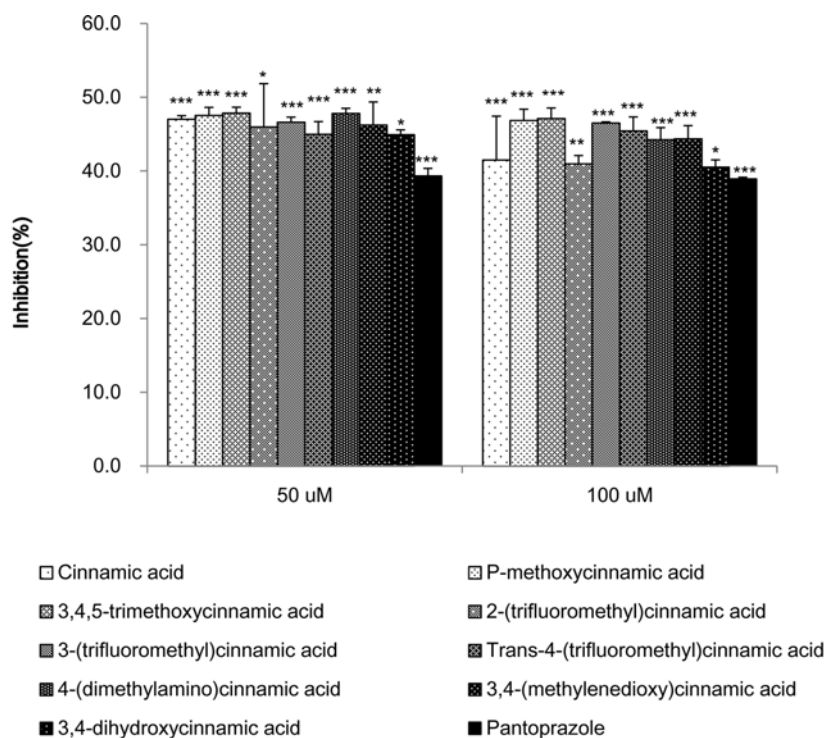 60.0
50.0
40.0
30.0
20.0
10.0
0.0
Inhibition(%)
*** *** *** * *** *** *** ** * ***
*** *** *** ** *** *** *** *** * ***
50 uM 100 uM
Cinnamic acid P-methoxycinnamic acid
3,4,5-trimethoxycinnamic acid 2-(trifluoromethyl)cinnamic acid
3-(trifluoromethyl)cinnamic acid Trans-4-(trifluoromethyl)cinnamic acid
4-(dimethylamino)cinnamic acid 3,4-(methylenedioxy)cinnamic acid
3,4-dihydroxycinnamic acid Pantoprazole